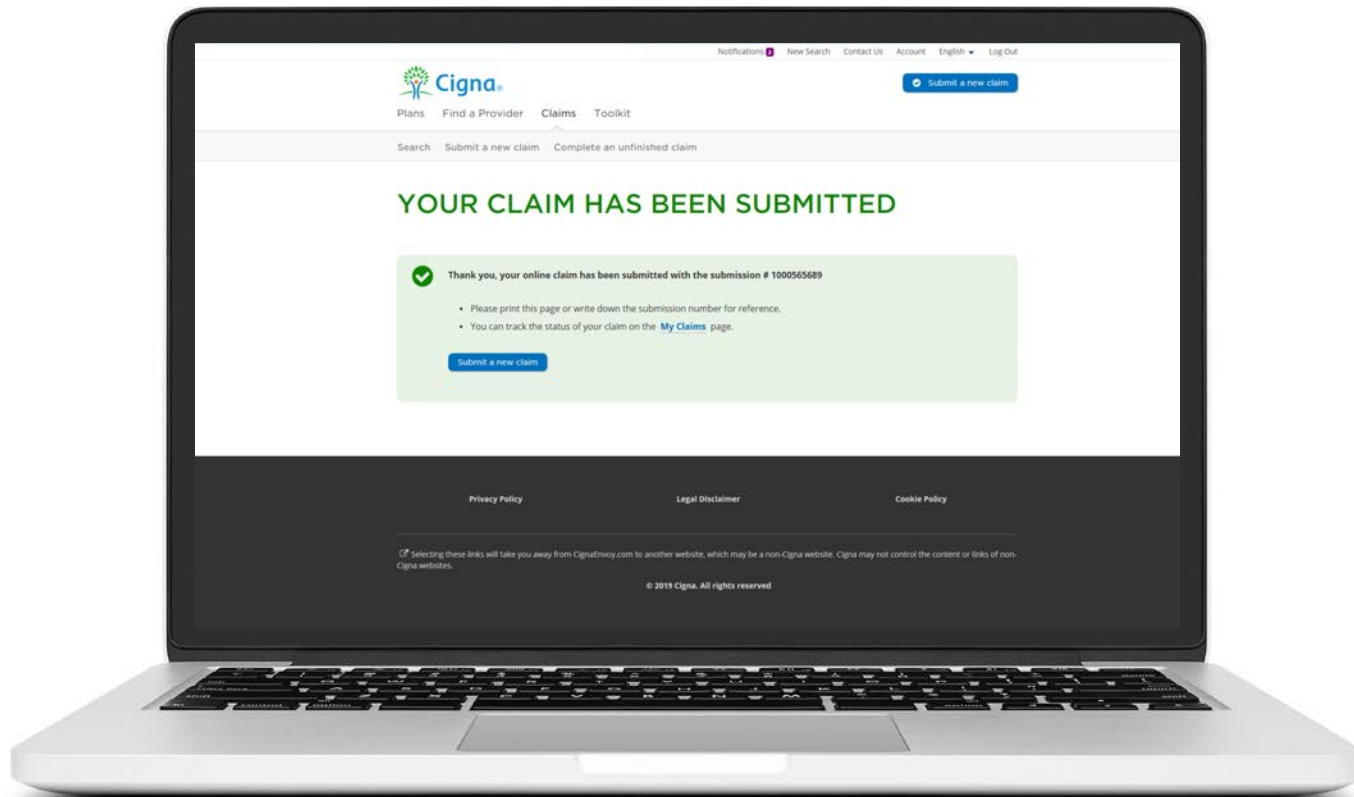 Notifications 2 New Search Contact Us Account English Log Out
Cigna®
Submit a new claim
Plans Find a Provider Claims Toolkit
Search Submit a new claim Complete an unfinished claim
YOUR CLAIM HAS BEEN SUBMITTED
Thank you, your online claim has been submitted with the submission # 1000565689
• Please print this page or write down the submission number for reference.
• You can track the status of your claim on the My Claims page.
Submit a new claim
Privacy Policy Legal Disclaimer Cookie Policy
Selecting these links will take you away from CignaEnvoy.com to another website, which may be a non-Cigna website. Cigna may not control the content or links of non-
Cigna websites.
© 2019 Cigna. All rights reserved